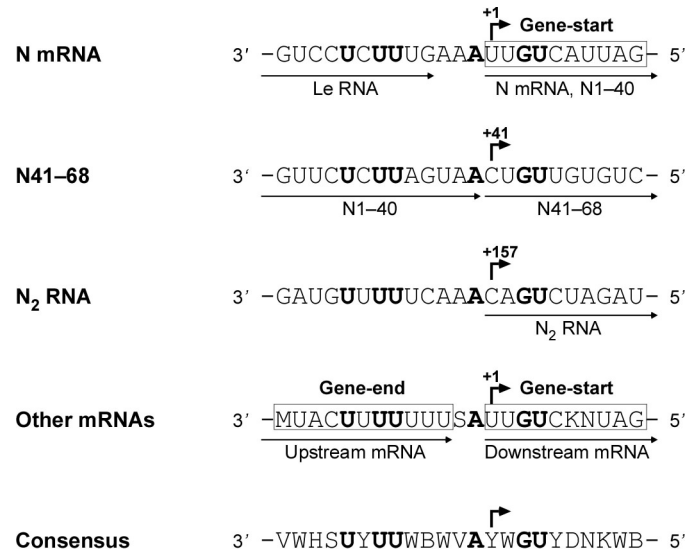 +1 Gene-start
N mRNA 3′ –GUCCUCUUUGAAAUUGUCAUUAG– 5′
Le RNA N mRNA, N1–40
+41
N41–68 3‘ –GUUCUCUUAGUAACUGUUGUGUC– 5’
N1–40 N41–68
+157
N2 RNA 3′ –GAUGUUUUUCAAACAGUCUAGAU– 5′
N2 RNA
+1
Gene-end Gene-start
Other mRNAs 3′ –MUACUUUUUUUSAUUGUCKNUAG– 5′
Upstream mRNA Downstream mRNA
Consensus 3′ –VWHSUYUUWBWVAYWGUYDNKWB– 5′